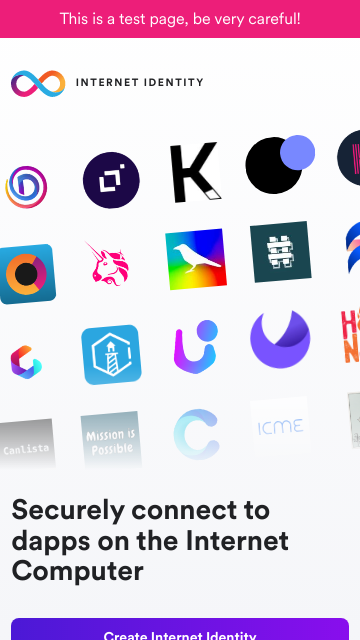 This is a test page, be very careful!
INTERNET IDENTITY
CanLista
Mission is
Possible
ICME
Securely connect to
dapps on the Internet
Computer
Create Internet Identity